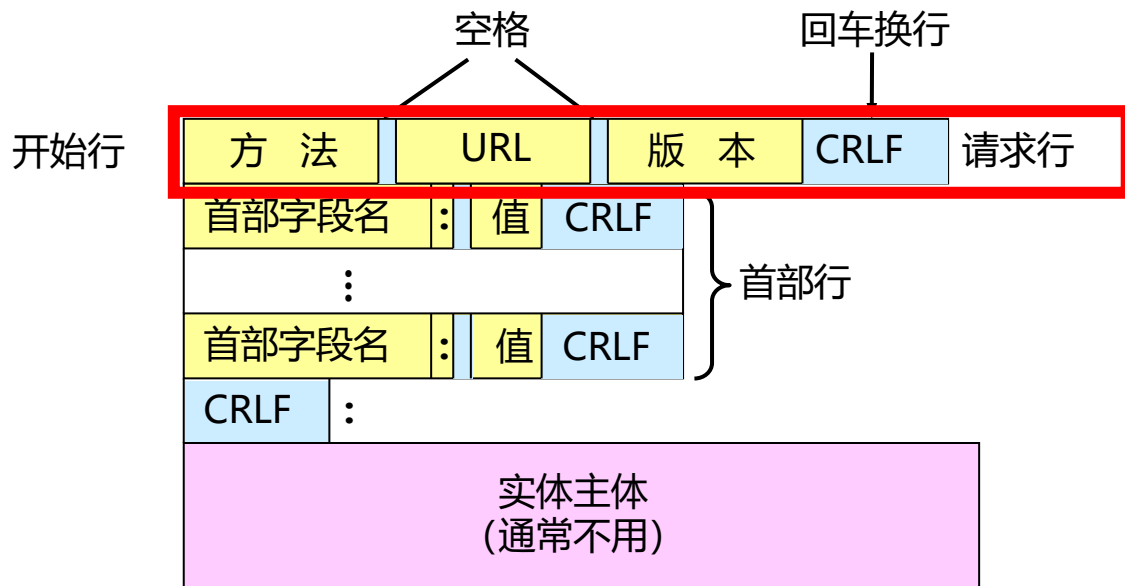 空格 回车换行
开始行 方 法 URL 版 本 CRLF 请求行
首部字段名 : 值 CRLF
⋮ 首部行
首部字段名 : 值 CRLF
CRLF :
实体主体
(通常不用)